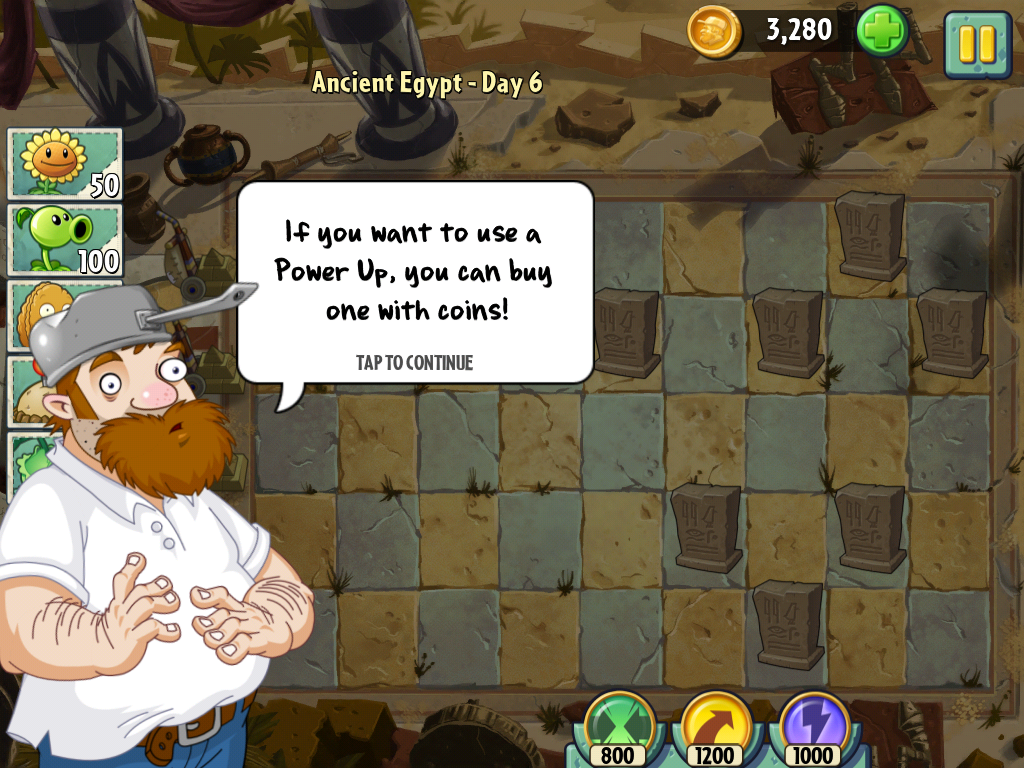 3,280
Ancient Egypt - Day 6
50
100
If you want to use a
Power Up, you can buy
one with coins!
TAP TO CONTINUE
800
1200
1000